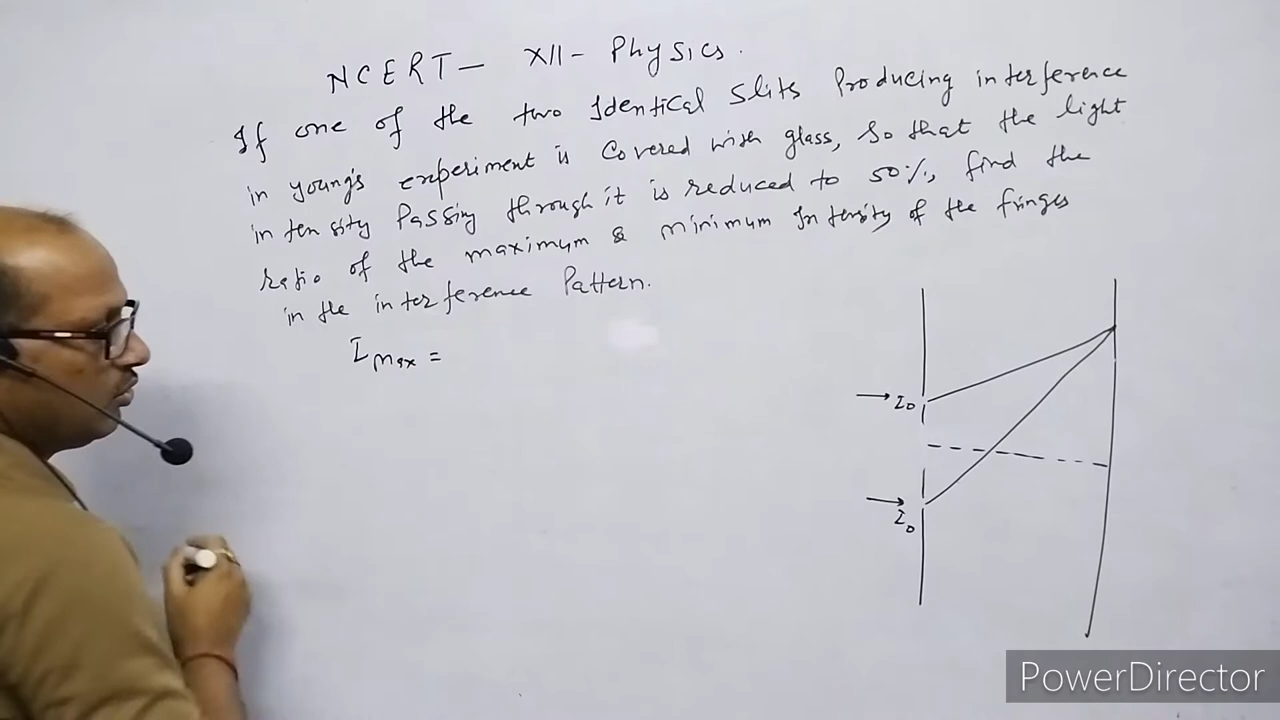 NCERT - XII - Physics.
If one of the two Identical Slits Producing interference
in young's experiment is Covered with glass, So that the light
intensity Passing through it is reduced to 50%, find the
ratio of the maximum & minimum Intensity of the fringes
in the interference Pattern.
I max =
I0
I0
PowerDirector